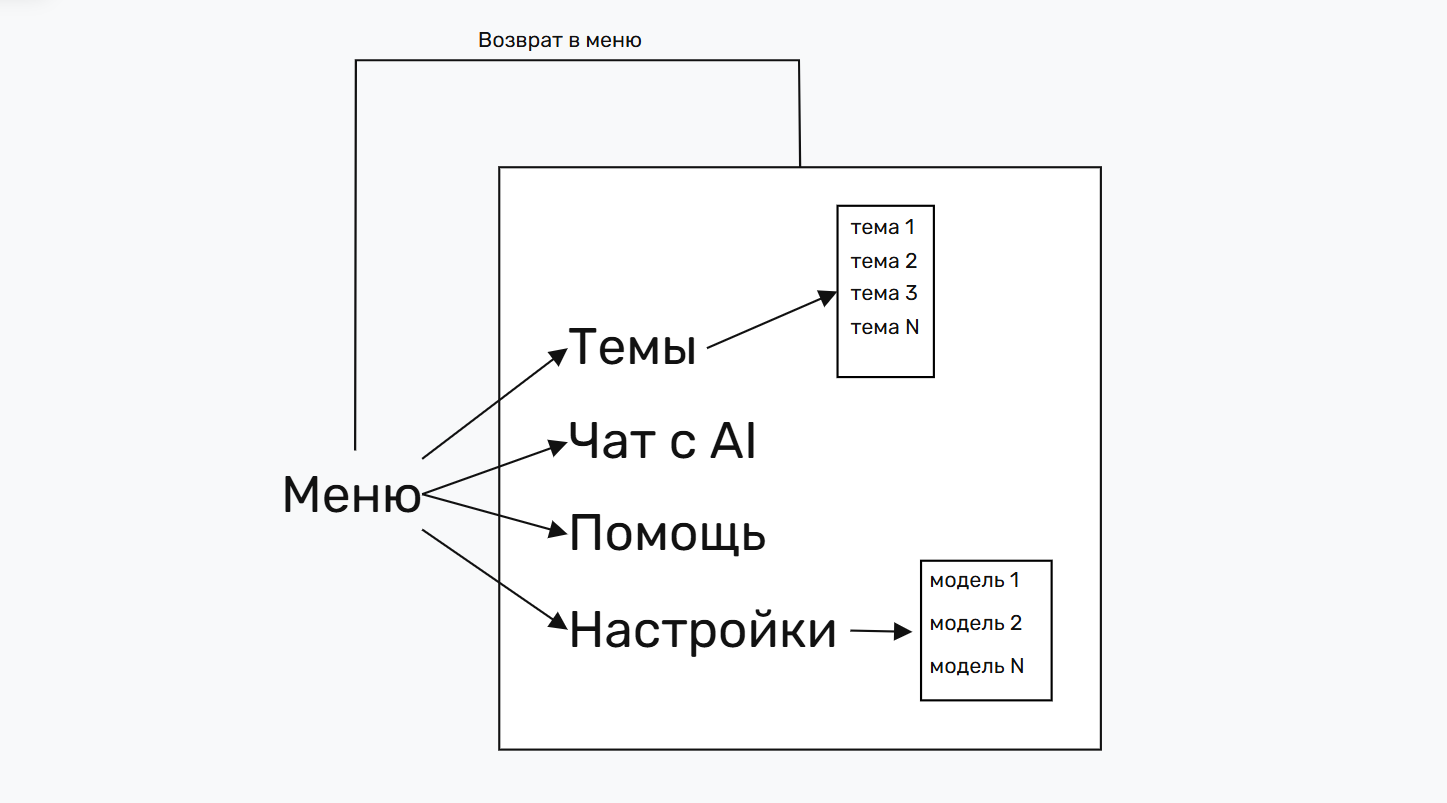 Возврат в меню
тема 1
тема 2
тема 3
тема N
Темы
Чат с AI
Меню
Помощь
Настройки
модель 1
модель 2
модель N